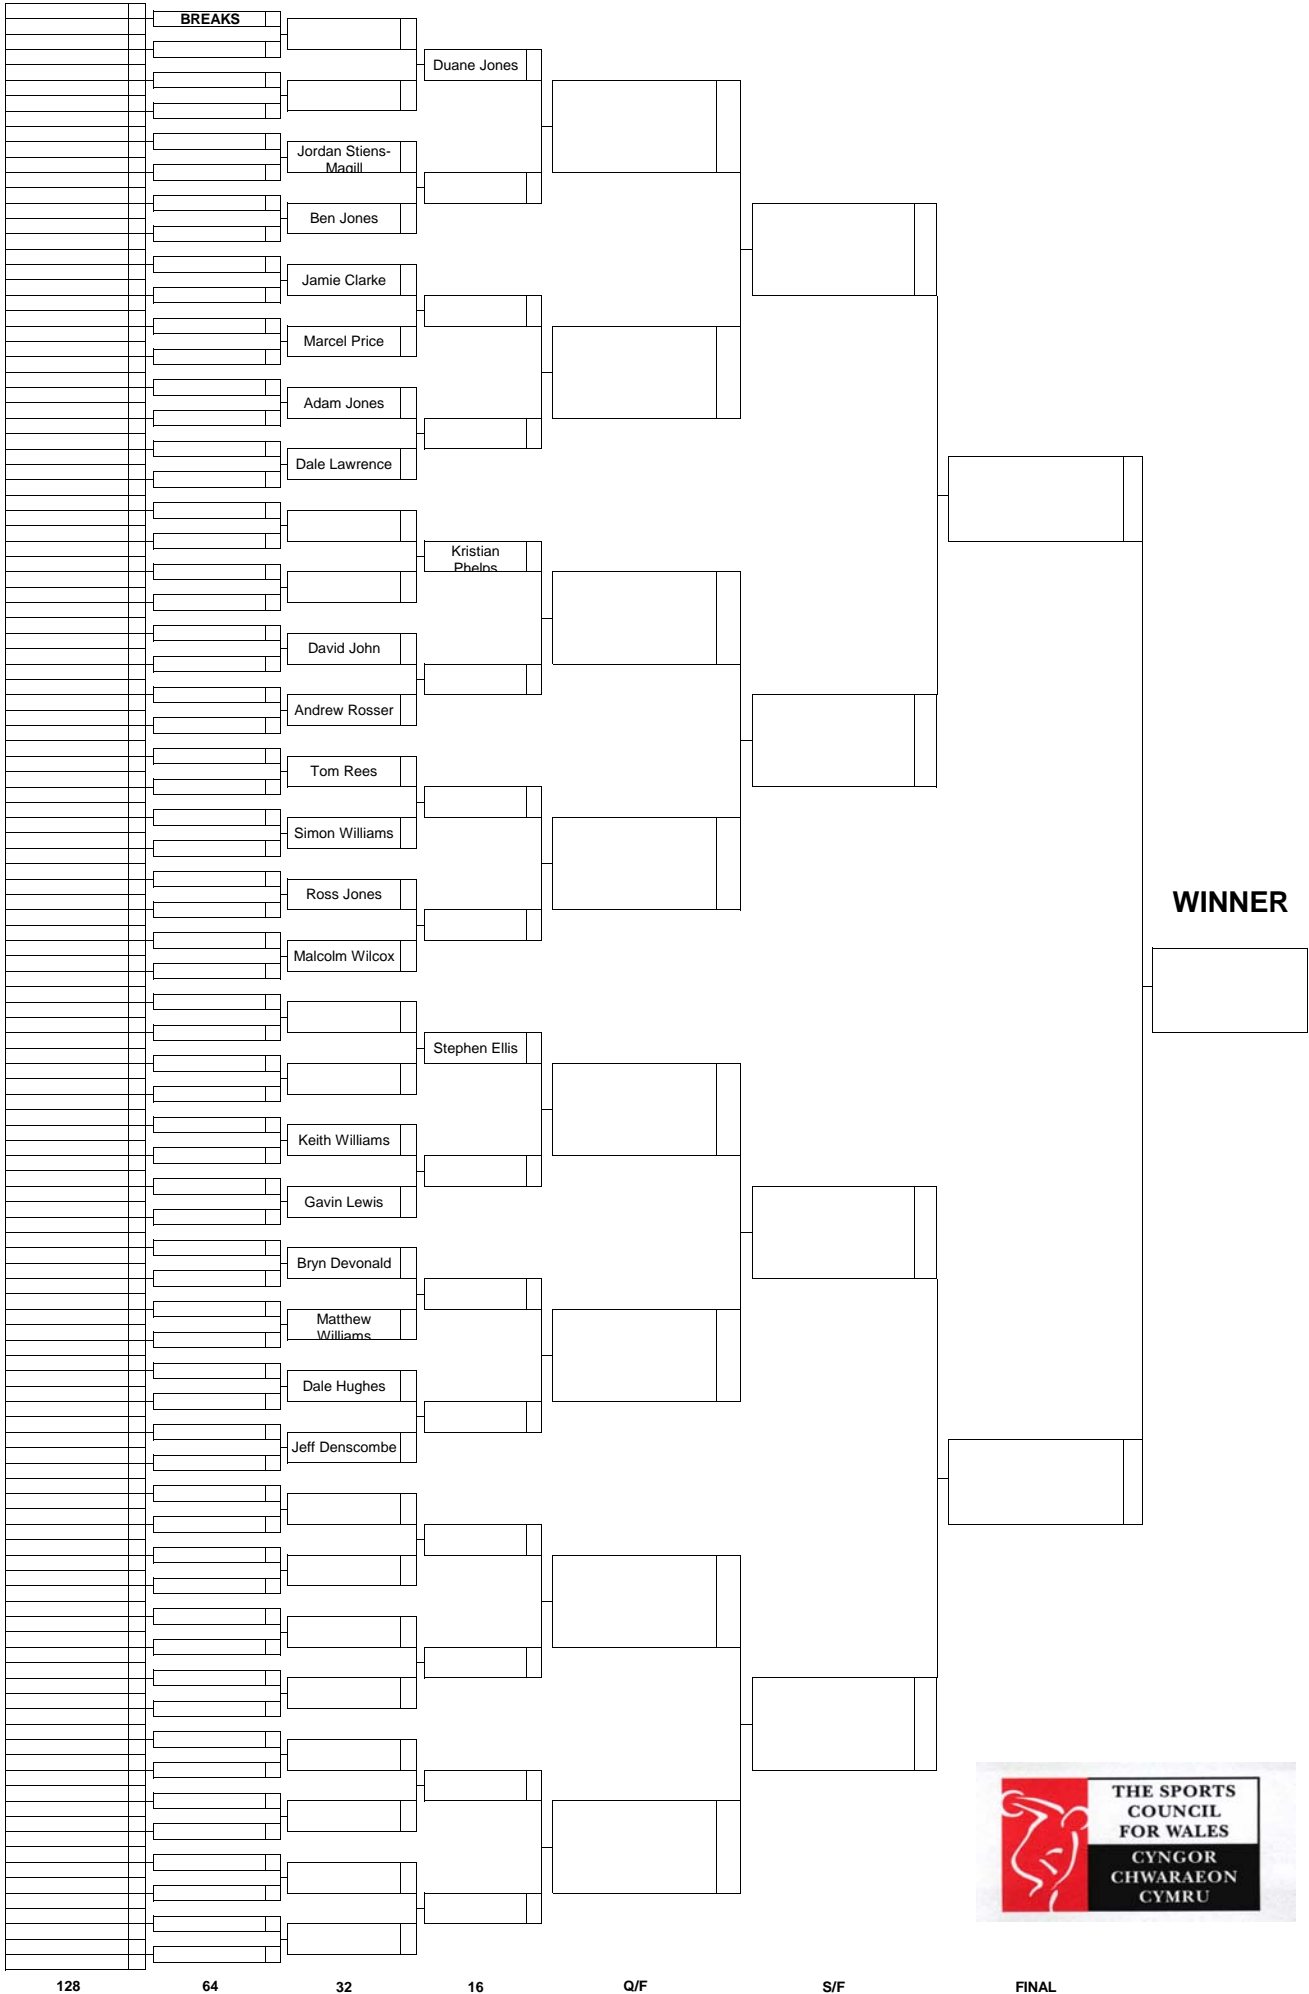 BREAKS
Duane Jones
Jordan Stiens-
Magill
Ben Jones
Jamie Clarke
Marcel Price
Adam Jones
Dale Lawrence
Kristian
Phelps
David John
Andrew Rosser
Tom Rees
Simon Williams
Ross Jones
Malcolm Wilcox
WINNER
Stephen Ellis
Keith Williams
Gavin Lewis
Bryn Devonald
Matthew
Williams
Dale Hughes
Jeff Denscombe
THE SPORTS
COUNCIL
FOR WALES
CYNGOR
CHWARAEON
CYMRU
128 64 32 16 Q/F S/F FINAL